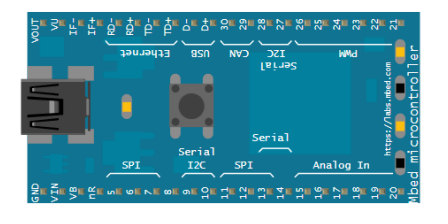 VOUT VU IF- IF+ RD- RD+ TD- TD+ D- D+ 30 29 28 27 26 25 24 23 22 21
Ethernet USB CAN I2C PWM
Serial
https://labs.mbed.com
Mbed microcontroller
Serial
Serial
SPI I2C SPI Analog In
GND VIN VB nR 5 6 7 8 9 10 11 12 13 14 15 16 17 18 19 20